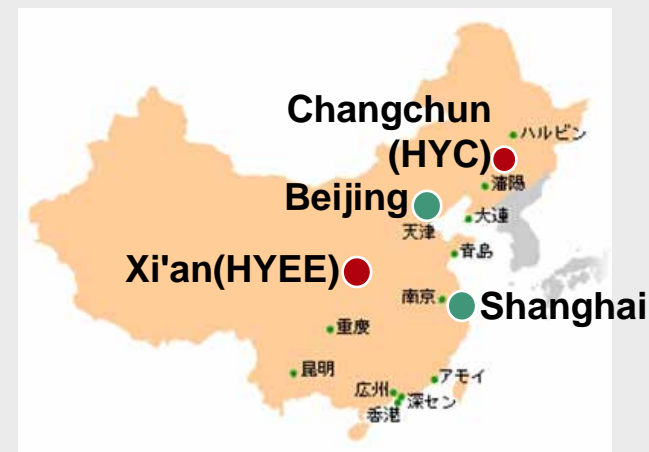 Changchun
(HYC)
ハルビン
瀋陽
Beijing
大連
天津
青島
Xi'an(HYEE)
南京
Shanghai
重慶
昆明
アモイ
広州
深セン
香港